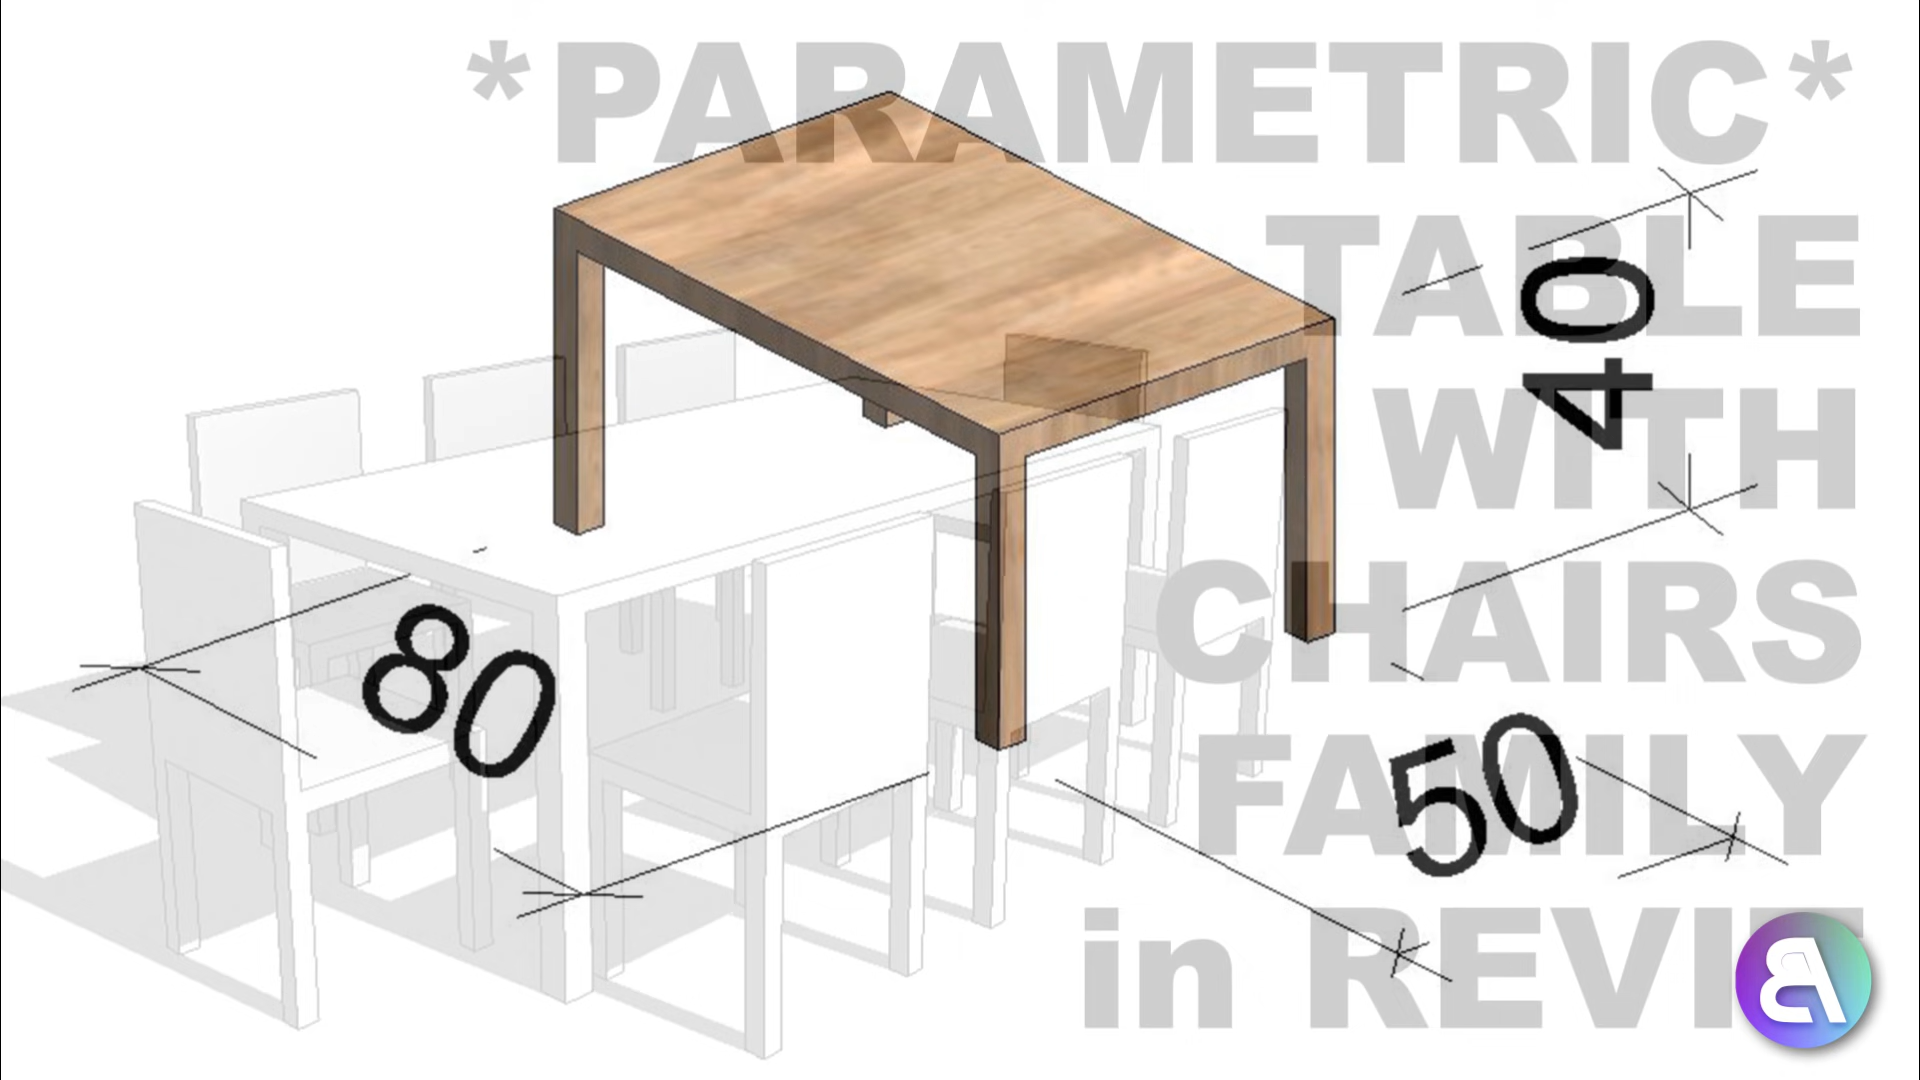 *PARAMETRIC*
TABLE
WITH
CHAIRS
FAMILY
in REVIT
40
80
50